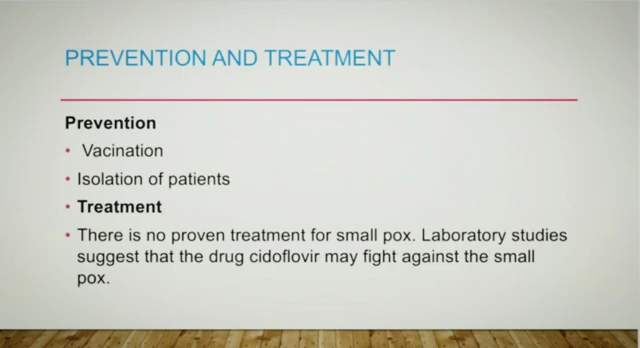 PREVENTION AND TREATMENT
Prevention
• Vacination
• Isolation of patients
• Treatment
• There is no proven treatment for small pox. Laboratory studies
suggest that the drug cidoflovir may fight against the small
pox.